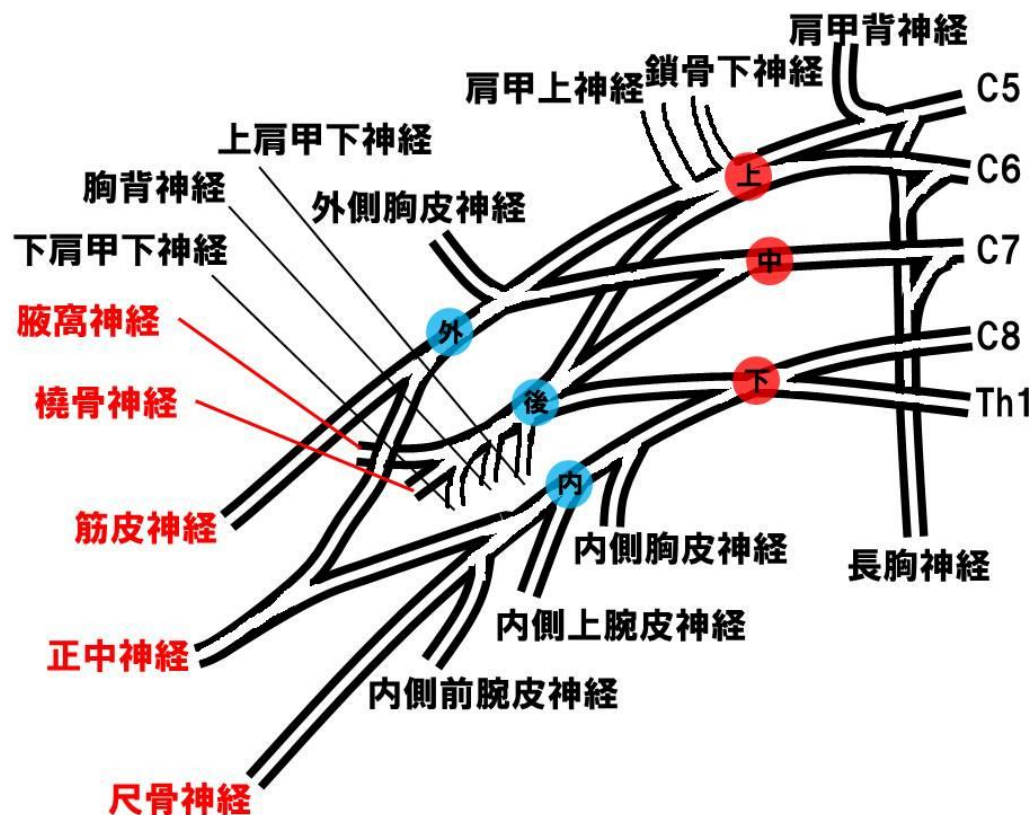 肩甲背神経
鎖骨下神経
肩甲上神経
C5
上肩甲下神経
上
C6
胸背神経
外側胸皮神経
下肩甲下神経
C7
中
腋窩神経
外
C8
下
橈骨神経
後
Th1
内
筋皮神経
内側胸皮神経
長胸神経
内側上腕皮神経
正中神経
内側前腕皮神経
尺骨神経